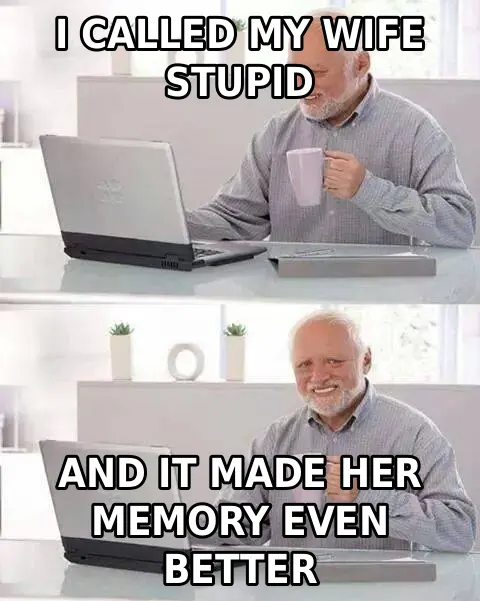 I CALLED MY WIFE
STUPID
AND IT MADE HER
MEMORY EVEN
BETTER